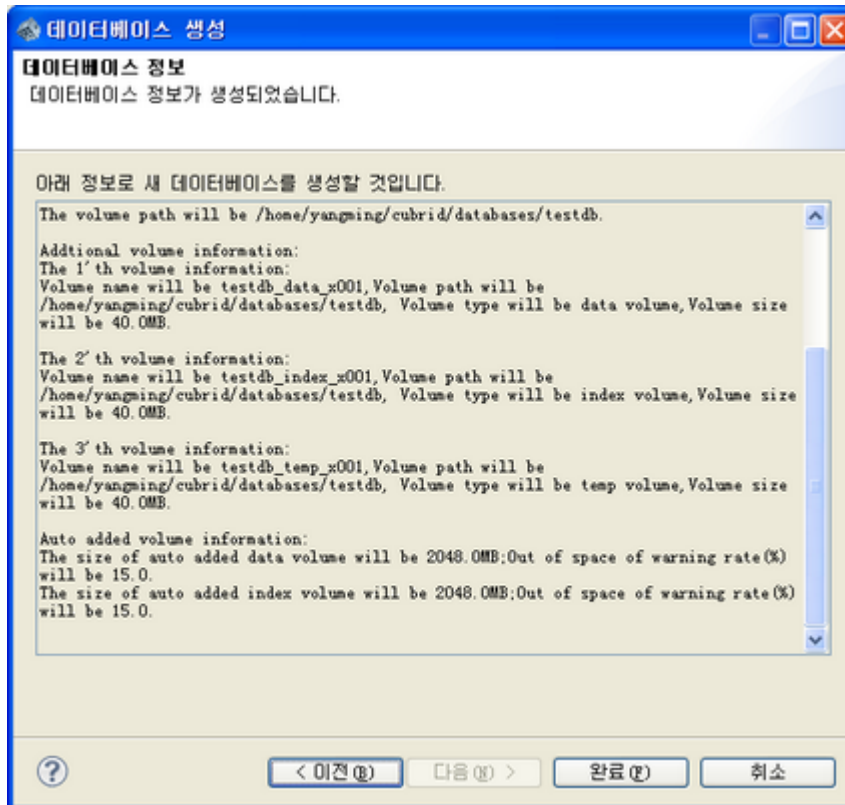 데이터베이스 생성
데이터베이스 정보
데이터베이스 정보가 생성되었습니다.
아래 정보로 새 데이터베이스를 생성할 것입니다.
The volume path will be /home/yangming/cubrid/databases/testdb.
Addtional volume information:
The 1'th volume information:
Volume name will be testdb_data_x001,Volume path will be
/home/yangming/cubrid/databases/testdb, Volume type will be data volume,Volume size
will be 40.0MB.
The 2'th volume information:
Volume name will be testdb_index_x001,Volume path will be
/home/yangming/cubrid/databases/testdb, Volume type will be index volume,Volume size
will be 40.0MB.
The 3'th volume information:
Volume name will be testdb_temp_x001,Volume path will be
/home/yangming/cubrid/databases/testdb, Volume type will be temp volume,Volume size
will be 40.0MB.
Auto added volume information:
The size of auto added data volume will be 2048.0MB;Out of space of warning rate(%)
will be 15.0.
The size of auto added index volume will be 2048.0MB;Out of space of warning rate(%)
will be 15.0.
? < 이전(B) 다음(N) > 완료(F) 취소